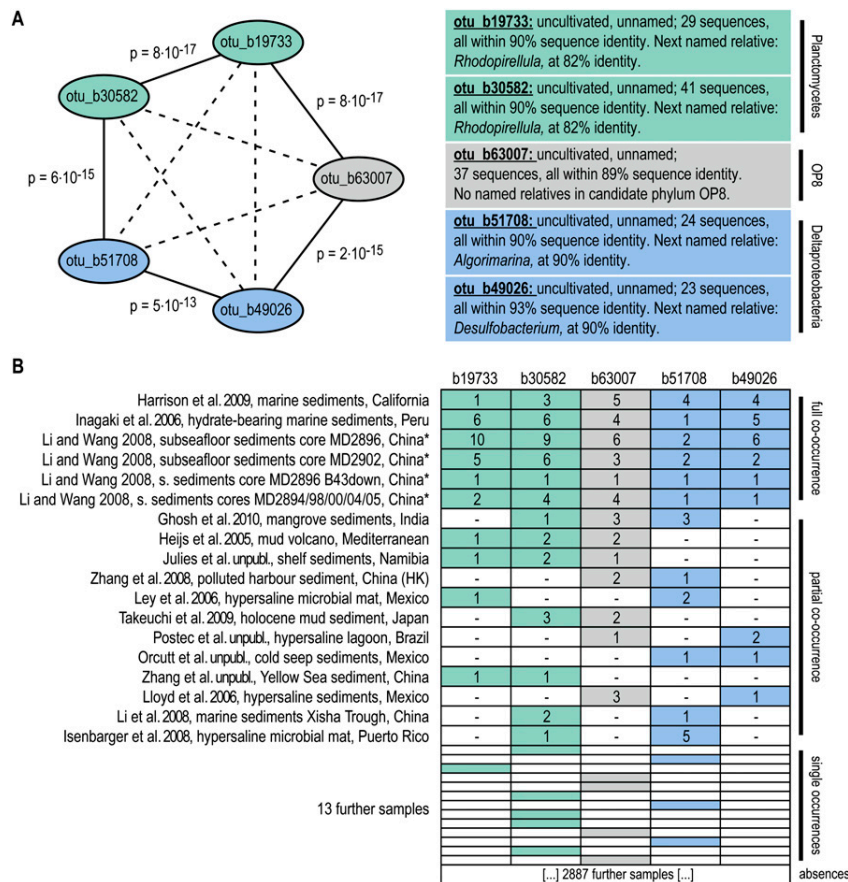 A
otu_b19733
p = 8·10-17
p = 8·10-17
otu_b30582
otu_b63007
p = 6·10-15
p = 2·10-15
otu_b51708
p = 5·10-13
otu_b49026
otu_b19733: uncultivated, unnamed; 29 sequences,
all within 90% sequence identity. Next named relative:
Rhodopirellula, at 82% identity.
otu_b30582: uncultivated, unnamed; 41 sequences,
all within 90% sequence identity. Next named relative:
Rhodopirellula, at 82% identity.
Planctomycetes
otu_b63007: uncultivated, unnamed;
37 sequences, all within 89% sequence identity.
No named relatives in candidate phylum OP8.
OP8
otu_b51708: uncultivated, unnamed; 24 sequences,
all within 90% sequence identity. Next named relative:
Algorimarina, at 90% identity.
otu_b49026: uncultivated, unnamed; 23 sequences,
all within 93% sequence identity. Next named relative:
Desulfobacterium, at 90% identity.
Deltaproteobacteria
B
b19733 b30582 b63007 b51708 b49026
Harrison et al. 2009, marine sediments, California 1 3 5 4 4
Inagaki et al. 2006, hydrate-bearing marine sediments, Peru 6 6 4 1 5
Li and Wang 2008, subseafloor sediments core MD2896, China* 10 9 6 2 6
Li and Wang 2008, subseafloor sediments core MD2902, China* 5 6 3 2 2
Li and Wang 2008, s. sediments core MD2896 B43down, China* 1 1 1 1 1
Li and Wang 2008, s. sediments cores MD2894/98/00/04/05, China* 2 4 4 1 1
full co-occurrence
Ghosh et al. 2010, mangrove sediments, India - 1 3 3 -
Heijs et al. 2005, mud volcano, Mediterranean 1 2 2 - -
Julies et al. unpubl., shelf sediments, Namibia 1 2 1 - -
Zhang et al. 2008, polluted harbour sediment, China (HK) - - 2 1 -
Ley et al. 2006, hypersaline microbial mat, Mexico 1 - - 2 -
Takeuchi et al. 2009, holocene mud sediment, Japan - 3 2 - -
Postec et al. unpubl., hypersaline lagoon, Brazil - - 1 - 2
Orcutt et al. unpubl., cold seep sediments, Mexico - - - 1 1
Zhang et al. unpubl., Yellow Sea sediment, China 1 1 - - -
Lloyd et al. 2006, hypersaline sediments, Mexico - - 3 - 1
Li et al. 2008, marine sediments Xisha Trough, China - 2 - 1 -
Isenbarger et al. 2008, hypersaline microbial mat, Puerto Rico - 1 - 5 -
partial co-occurrence
13 further samples
single occurrences
[...] 2887 further samples [...]
absences